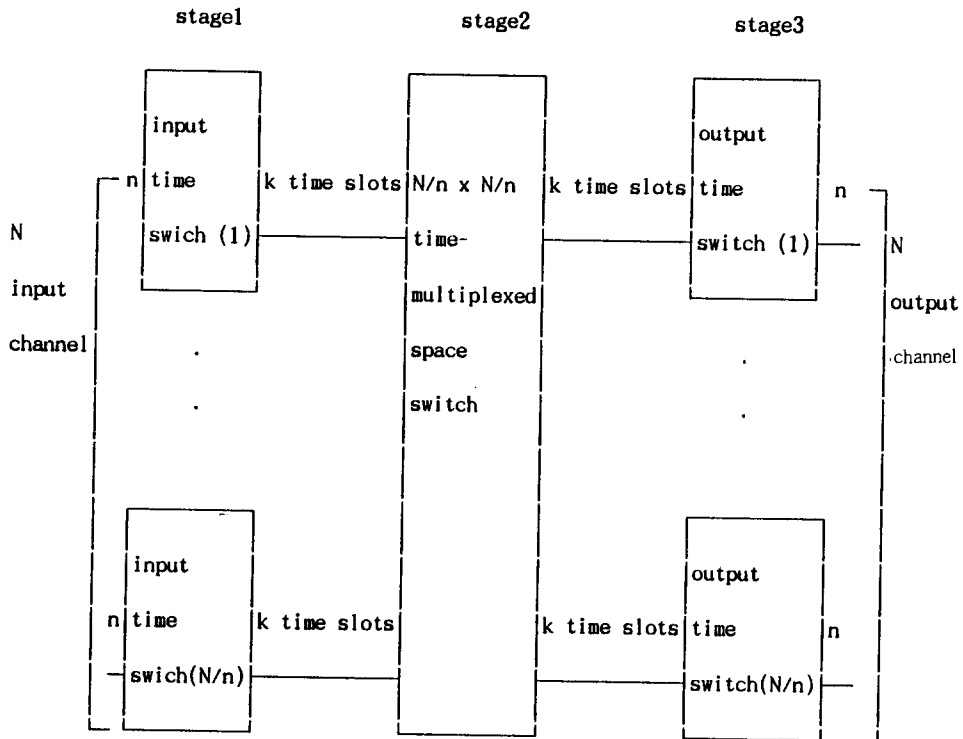 stage1
stage2
stage3
N
input
channel
n
input
time
swich (1)
k time slots
N/n x N/n
time-
multiplexed
space
switch
k time slots
output
time
switch (1)
n
N
output
channel
n
input
time
swich(N/n)
k time slots
k time slots
output
time
switch(N/n)
n